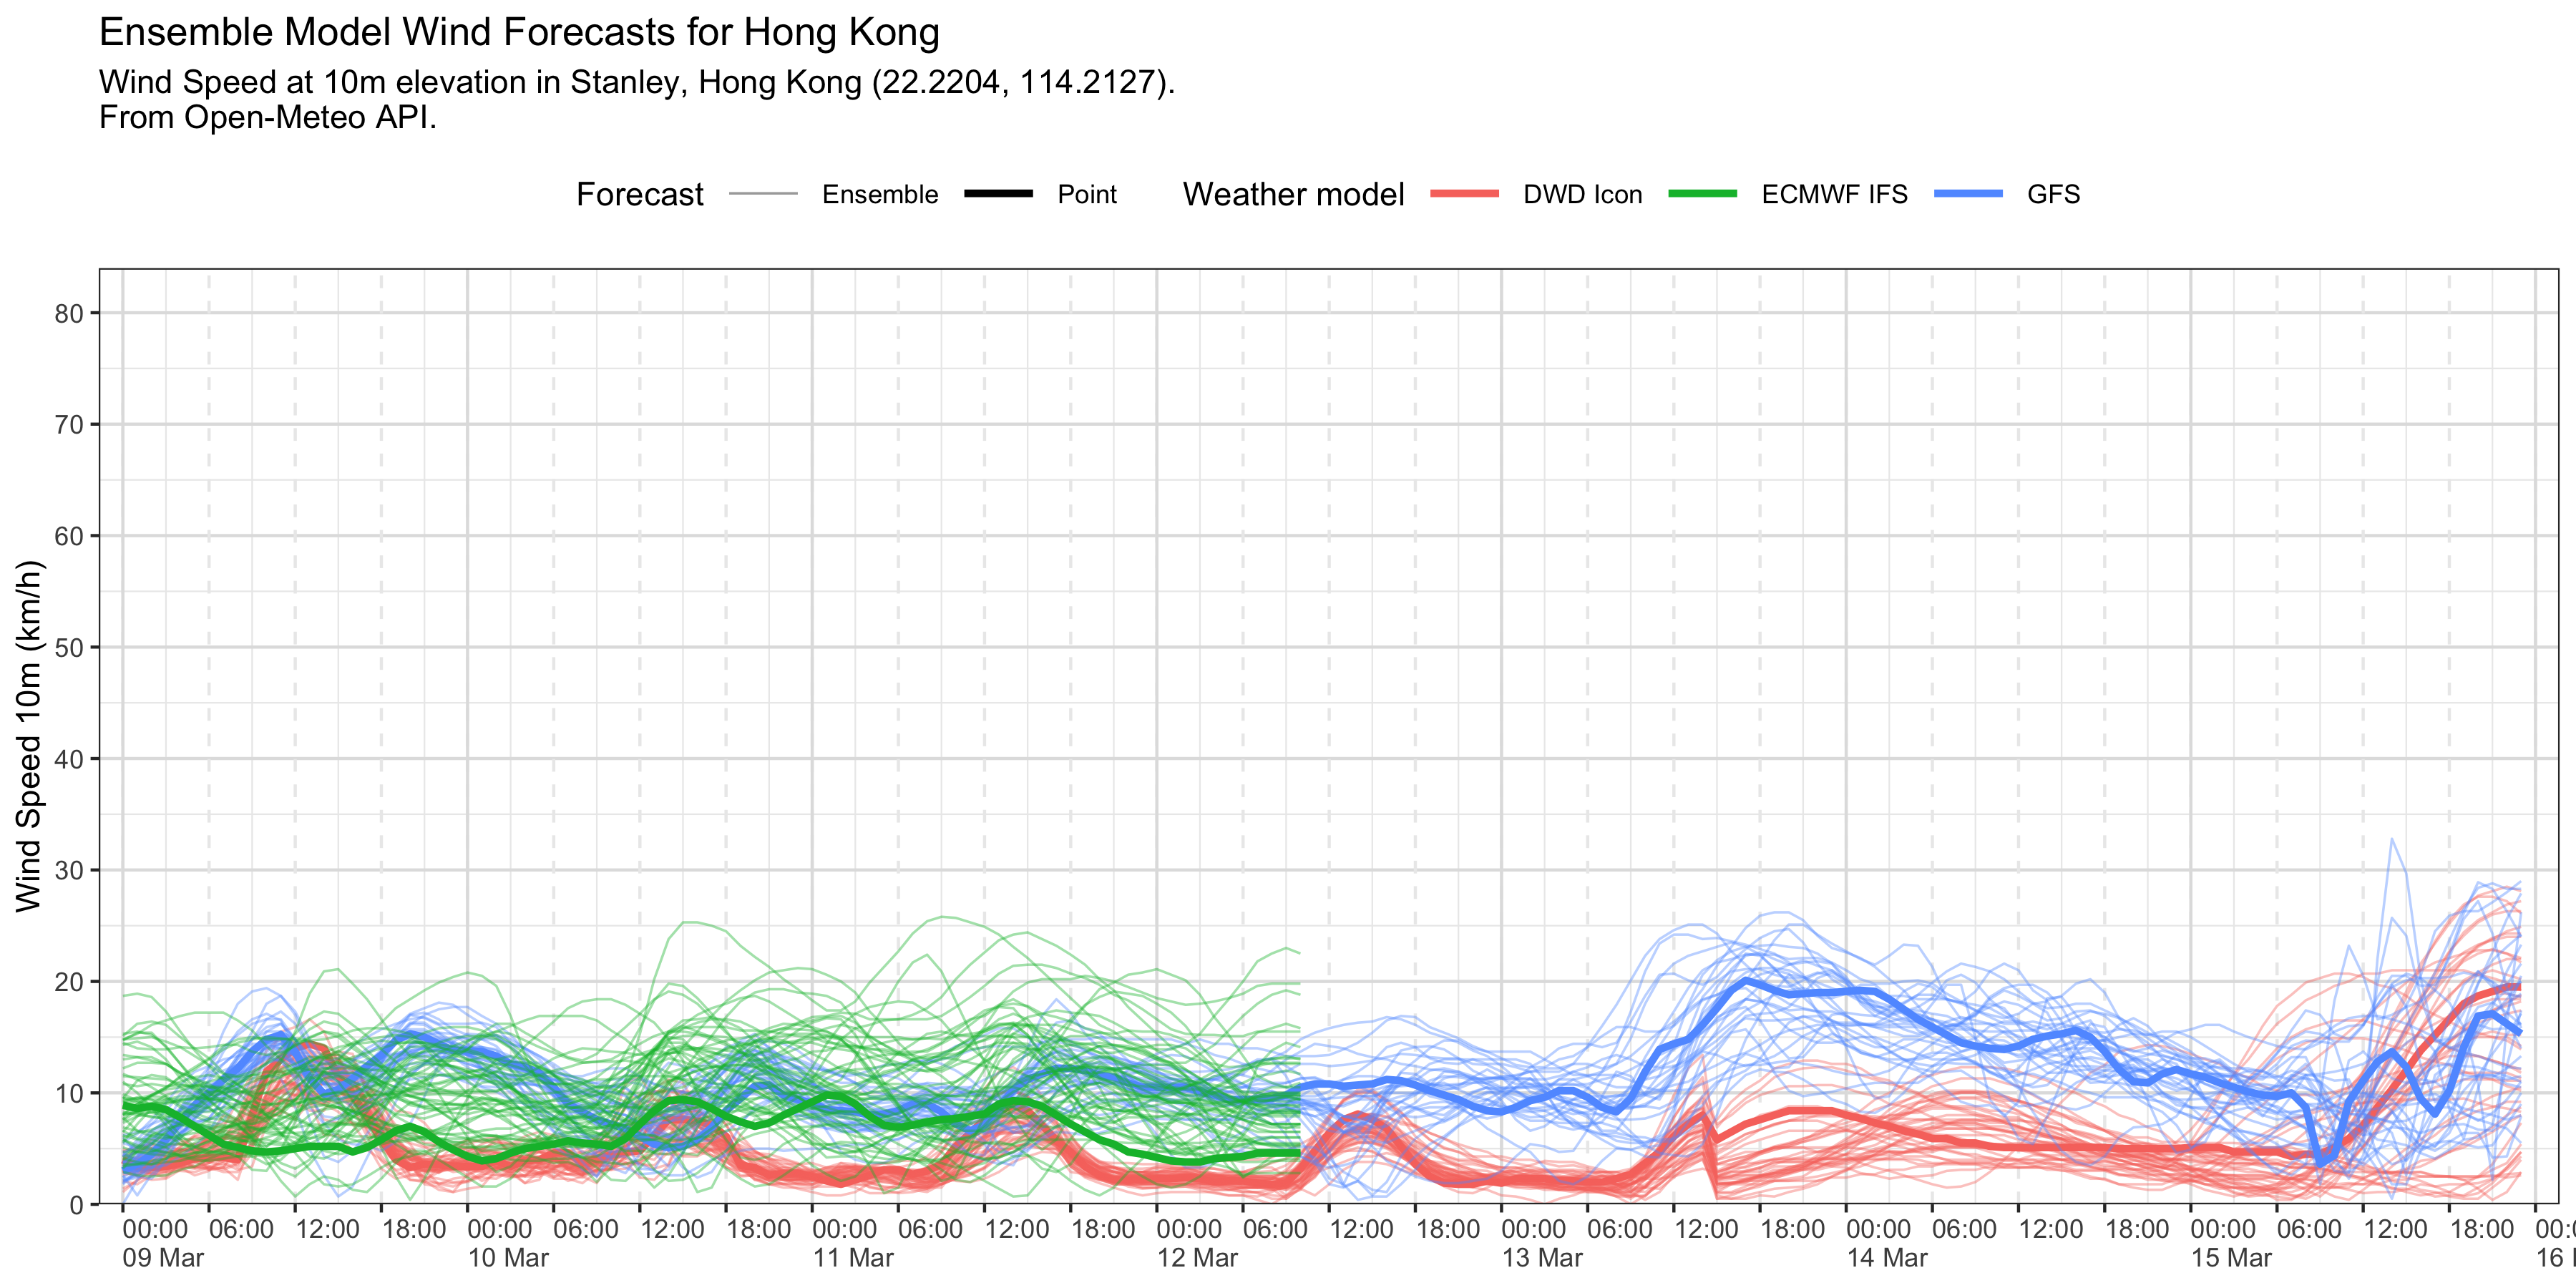 Ensemble Model Wind Forecasts for Hong Kong
Wind Speed at 10m elevation in Stanley, Hong Kong (22.2204, 114.2127).
From Open-Meteo API.
Forecast Ensemble Point Weather model DWD Icon ECMWF IFS GFS
Wind Speed 10m (km/h)
80
70
60
50
40
30
20
10
0
00:00 06:00 12:00 18:00 00:00 06:00 12:00 18:00 00:00 06:00 12:00 18:00 00:00 06:00 12:00 18:00 00:00 06:00 12:00 18:00 00:00 06:00 12:00 18:00 00:00 06:00 12:00 18:00 00:0
09 Mar 10 Mar 11 Mar 12 Mar 13 Mar 14 Mar 15 Mar 16